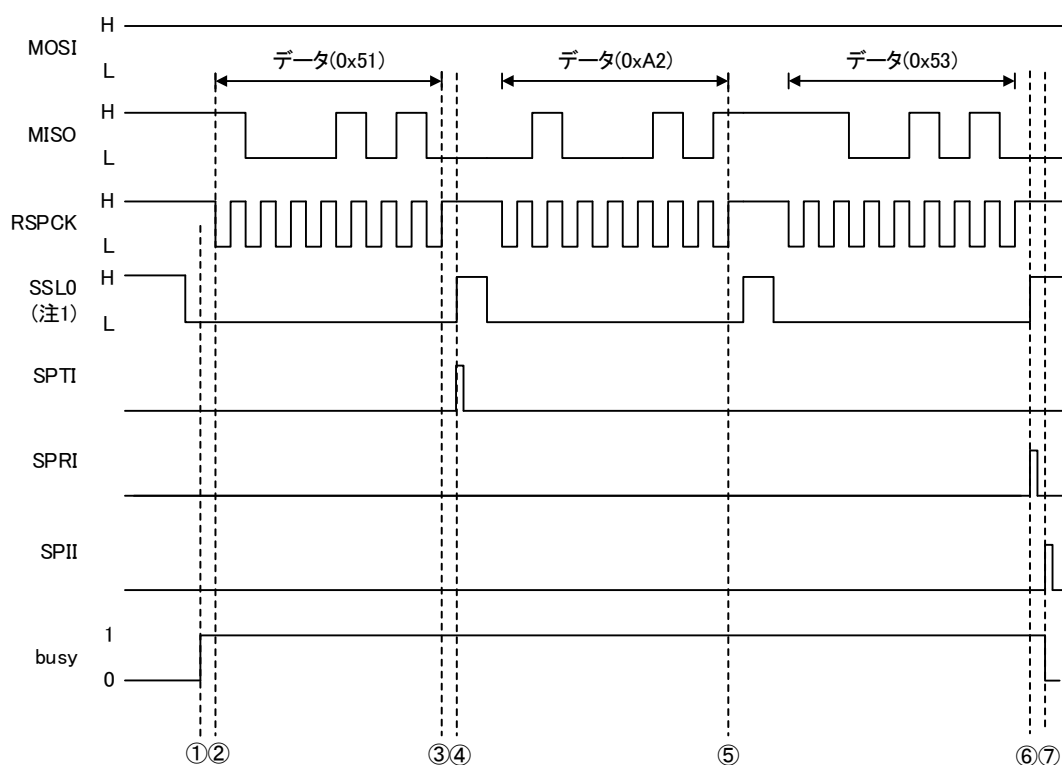 H
MOSI
L
データ(0x51)
データ(0xA2)
データ(0x53)
H
MISO
L
H
RSPCK
L
H
SSL0
(注1)
L
SPTI
SPRI
SPII
1
busy
0
①②
③④
⑤
⑥⑦